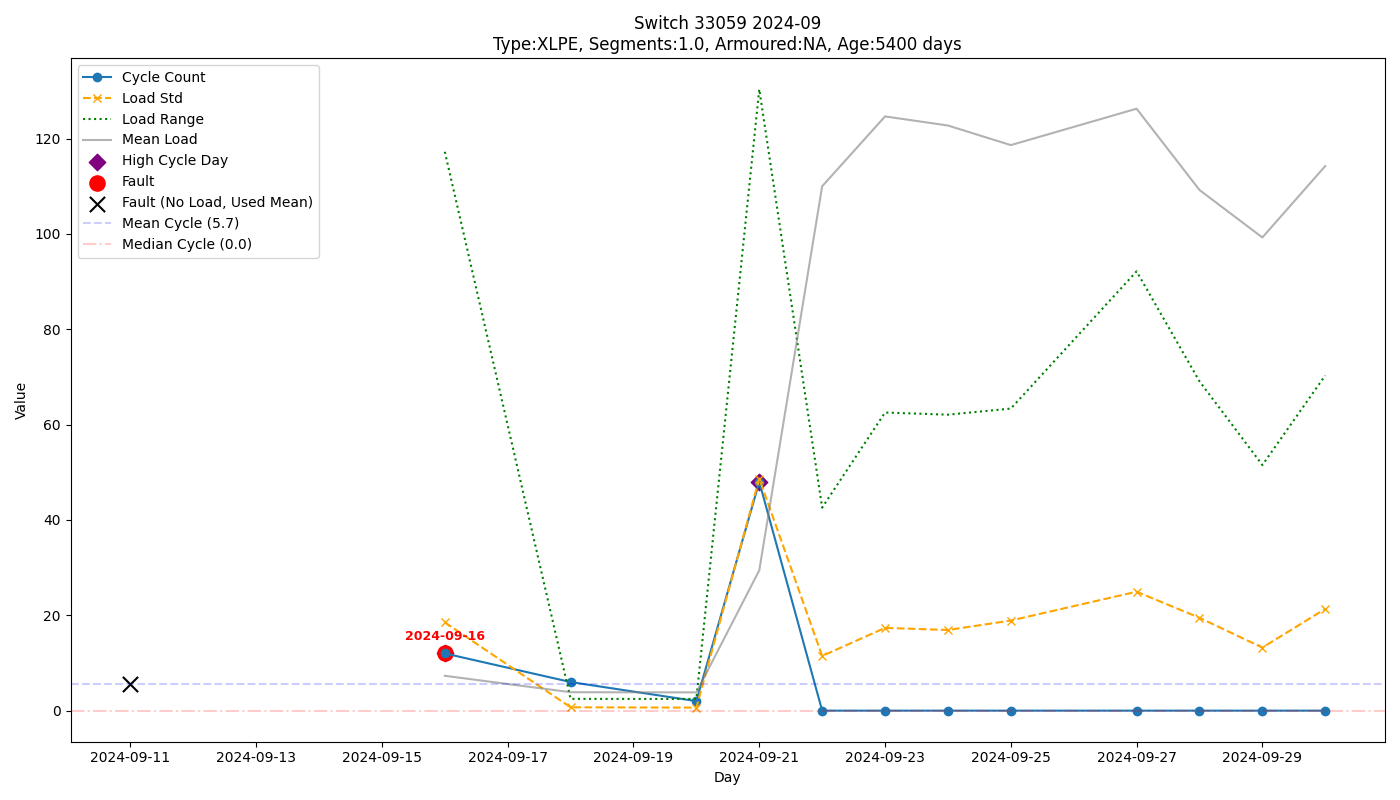 Switch 33059 2024-09
Type:XLPE, Segments:1.0, Armoured:NA, Age:5400 days
Cycle Count
Load Std
Load Range
Mean Load
High Cycle Day
Fault
Fault (No Load, Used Mean)
Mean Cycle (5.7)
Median Cycle (0.0)
120
100
80
60
40
20
0
Value
2024-09-16
2024-09-11
2024-09-13
2024-09-15
2024-09-17
2024-09-19
2024-09-21
2024-09-23
2024-09-25
2024-09-27
2024-09-29
Day